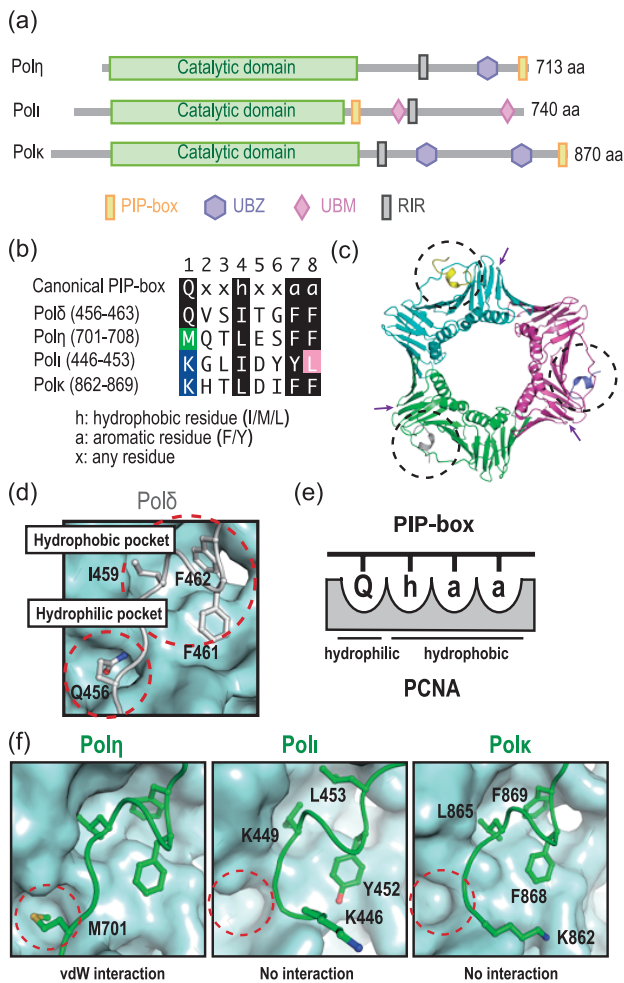 (a)
Polη
Catalytic domain
713 aa
Polι
Catalytic domain
740 aa
Polκ
Catalytic domain
870 aa
PIP-box
UBZ
UBM
RIR
(b)
1 2 3 4 5 6 7 8
Canonical PIP-box Q x x h x x a a
Polδ (456-463) Q V S I T G F F
Polη (701-708) M Q T L E S F F
Polι (446-453) K G L I D Y Y L
Polκ (862-869) K H T L D I F F
h: hydrophobic residue (I/M/L)
a: aromatic residue (F/Y)
x: any residue
(c)
(d)
Polδ
Hydrophobic pocket
I459
F462
Hydrophilic pocket
F461
Q456
(e)
PIP-box
Q h a a
hydrophilic hydrophobic
PCNA
(f)
Polη
M701
vdW interaction
Polι
L453
K449
Y452
K446
No interaction
Polκ
F869
L865
F868
K862
No interaction